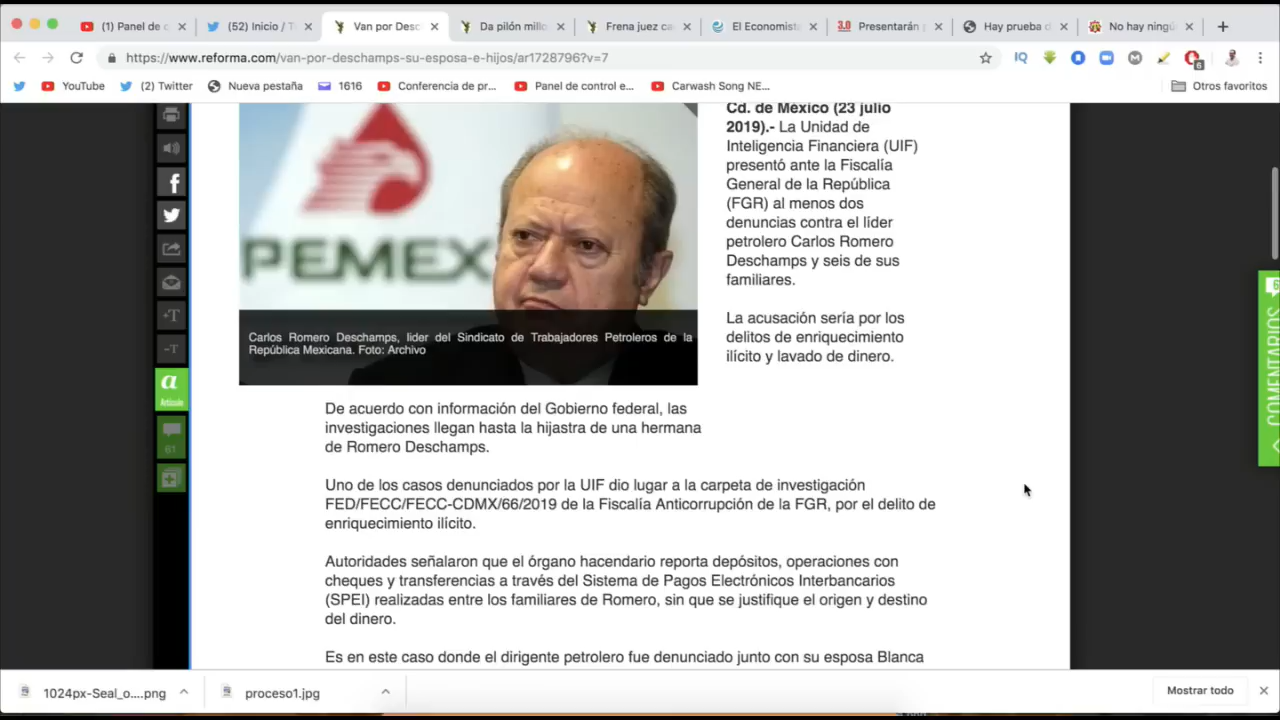 (1) Panel de c
(52) Inicio / T
Van por Desc
Da pilón millo
Frena juez ca
El Economista
3.0 Presentarán p
Hay prueba d
No hay ningú
https://www.reforma.com/van-por-deschamps-su-esposa-e-hijos/ar1728796?v=7
IQ
M
6
YouTube
(2) Twitter
Nueva pestaña
1616
Conferencia de pr...
Panel de control e...
Carwash Song NE...
Otros favoritos
PEMEX
Carlos Romero Deschamps, lider del Sindicato de Trabajadores Petroleros de la
República Mexicana. Foto: Archivo
Cd. de México (23 julio
2019).- La Unidad de
Inteligencia Financiera (UIF)
presentó ante la Fiscalía
General de la República
(FGR) al menos dos
denuncias contra el líder
petrolero Carlos Romero
Deschamps y seis de sus
familiares.
La acusación sería por los
delitos de enriquecimiento
ilícito y lavado de dinero.
+T
-T
a
Artículo
61
COMENTARIOS
De acuerdo con información del Gobierno federal, las
investigaciones llegan hasta la hijastra de una hermana
de Romero Deschamps.
Uno de los casos denunciados por la UIF dio lugar a la carpeta de investigación
FED/FECC/FECC-CDMX/66/2019 de la Fiscalía Anticorrupción de la FGR, por el delito de
enriquecimiento ilícito.
Autoridades señalaron que el órgano hacendario reporta depósitos, operaciones con
cheques y transferencias a través del Sistema de Pagos Electrónicos Interbancarios
(SPEI) realizadas entre los familiares de Romero, sin que se justifique el origen y destino
del dinero.
Es en este caso donde el dirigente petrolero fue denunciado junto con su esposa Blanca
1024px-Seal_o....png
proceso1.jpg
Mostrar todo